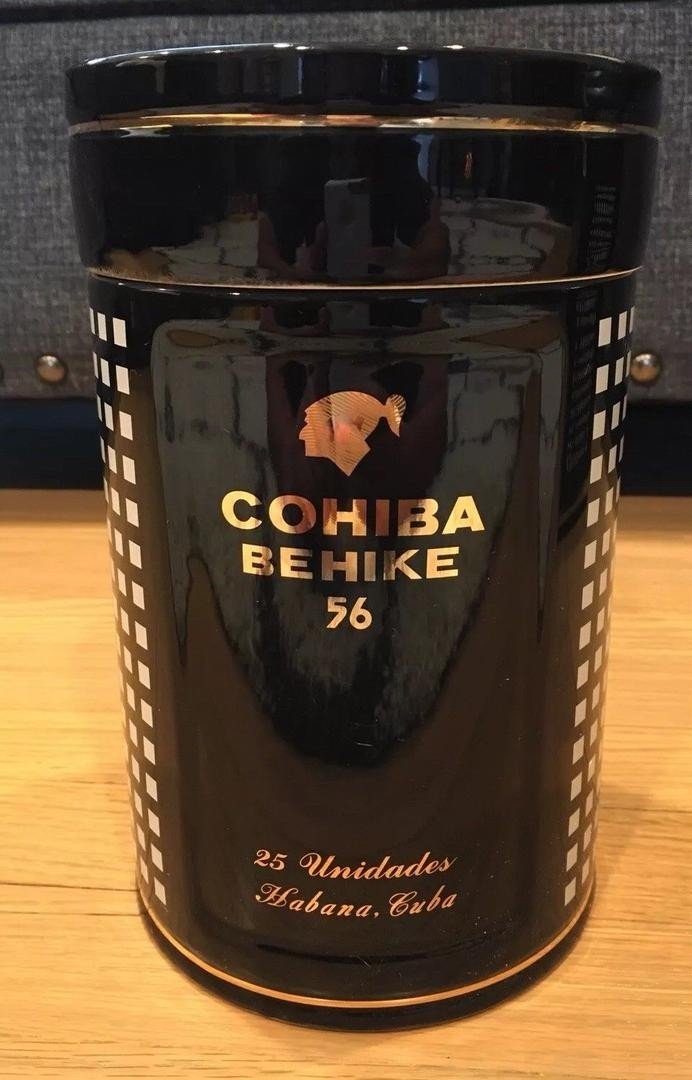 COHIBA
BEHIKE
56
25 Unidades
Habana, Cuba